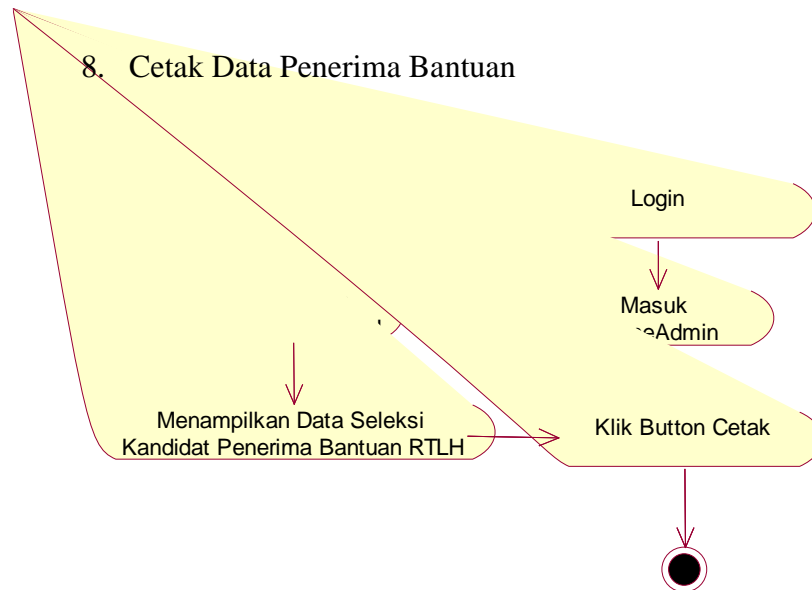 8. Cetak Data Penerima Bantuan
Login
Masuk
Menampilkan Data Seleksi
Kandidat Penerima Bantuan RTLH
Klik Button Cetak